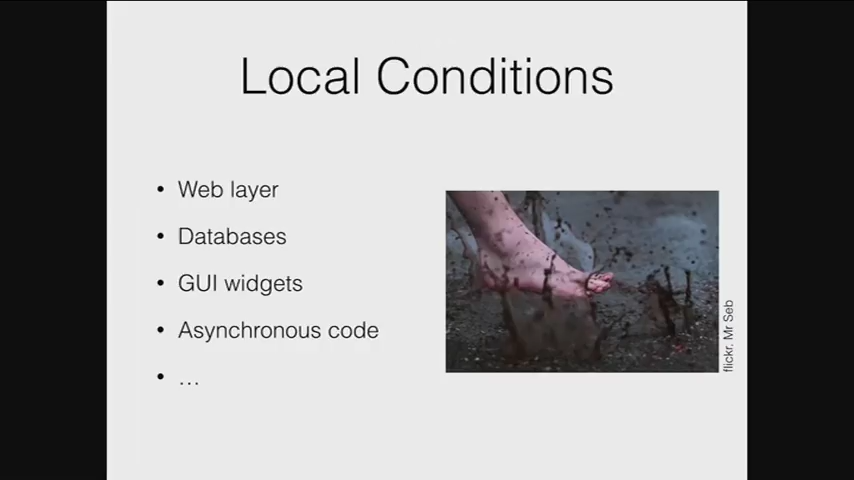 Local Conditions
• Web layer
• Databases
• GUI widgets
• Asynchronous code
• …
flickr. Mr Seb